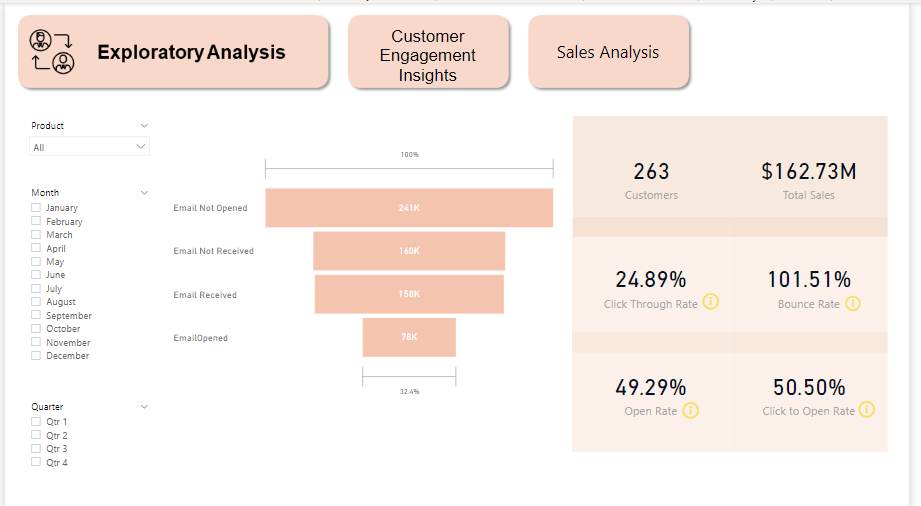 Exploratory Analysis
Customer
Engagement
Insights
Sales Analysis
Product
All
Month
January
February
March
April
May
June
July
August
September
October
November
December
Quarter
Qtr 1
Qtr 2
Qtr 3
Qtr 4
100%
Email Not Opened
241K
Email Not Received
160K
Email Received
158K
EmailOpened
78K
32.4%
263
Customers
$162.73M
Total Sales
24.89%
Click Through Rate
101.51%
Bounce Rate
49.29%
Open Rate
50.50%
Click to Open Rate